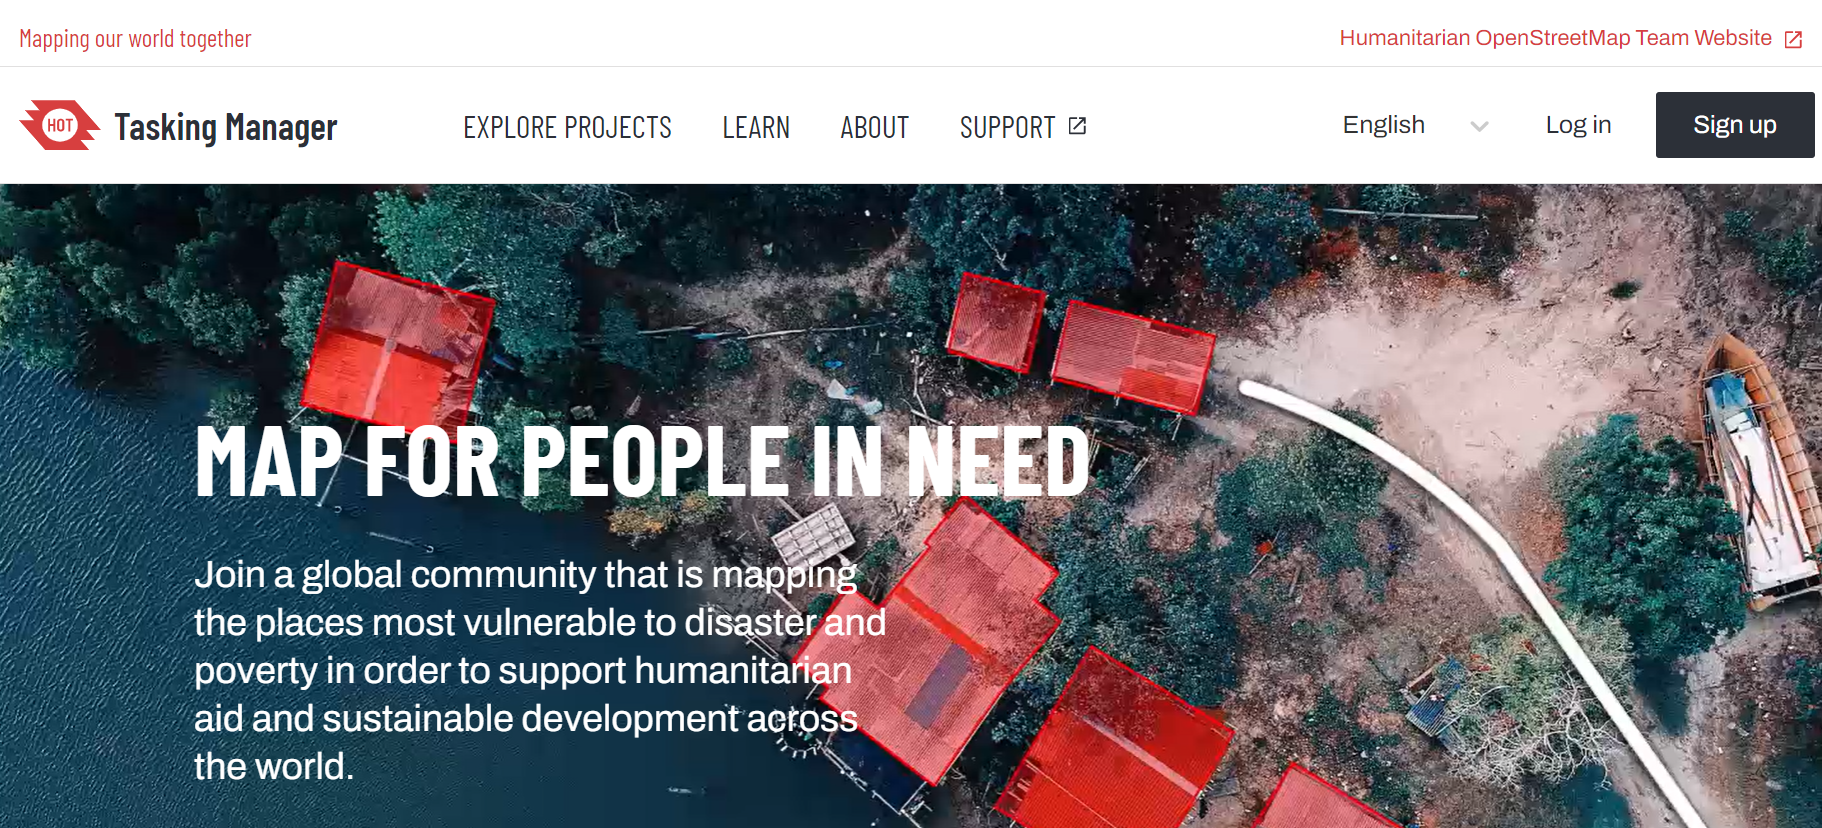 Mapping our world together
Humanitarian OpenStreetMap Team Website
HOT
Tasking Manager
EXPLORE PROJECTS
LEARN
ABOUT
SUPPORT
English
Log in
Sign up
MAP FOR PEOPLE IN NEED
Join a global community that is mapping
the places most vulnerable to disaster and
poverty in order to support humanitarian
aid and sustainable development across
the world.